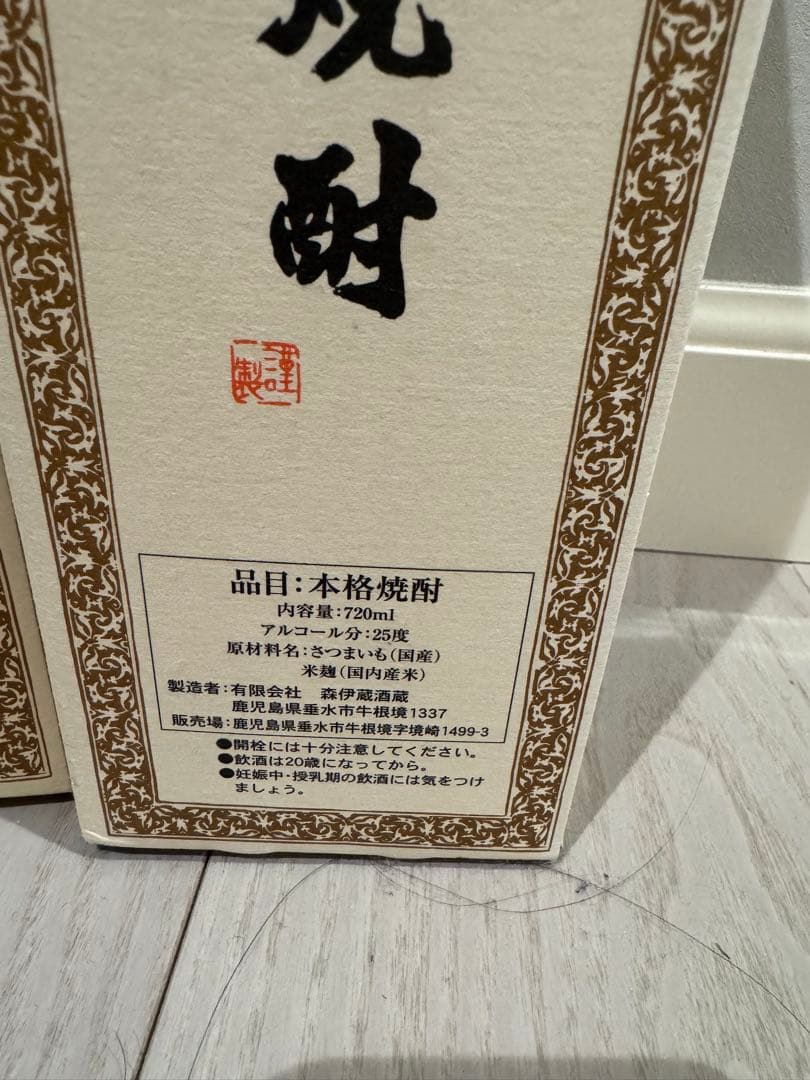 焼
酎
謹製
品目：本格焼酎
内容量：720ml
アルコール分：25度
原材料名：さつまいも（国産）
米麹（国内産米）
製造者：有限会社　森伊蔵酒蔵
鹿児島県垂水市牛根境1337
販売場：鹿児島県垂水市牛根境字境崎1499-3
●開栓には十分注意してください。
●飲酒は20歳になってから。
●妊娠中・授乳期の飲酒には気をつけ
ましょう。